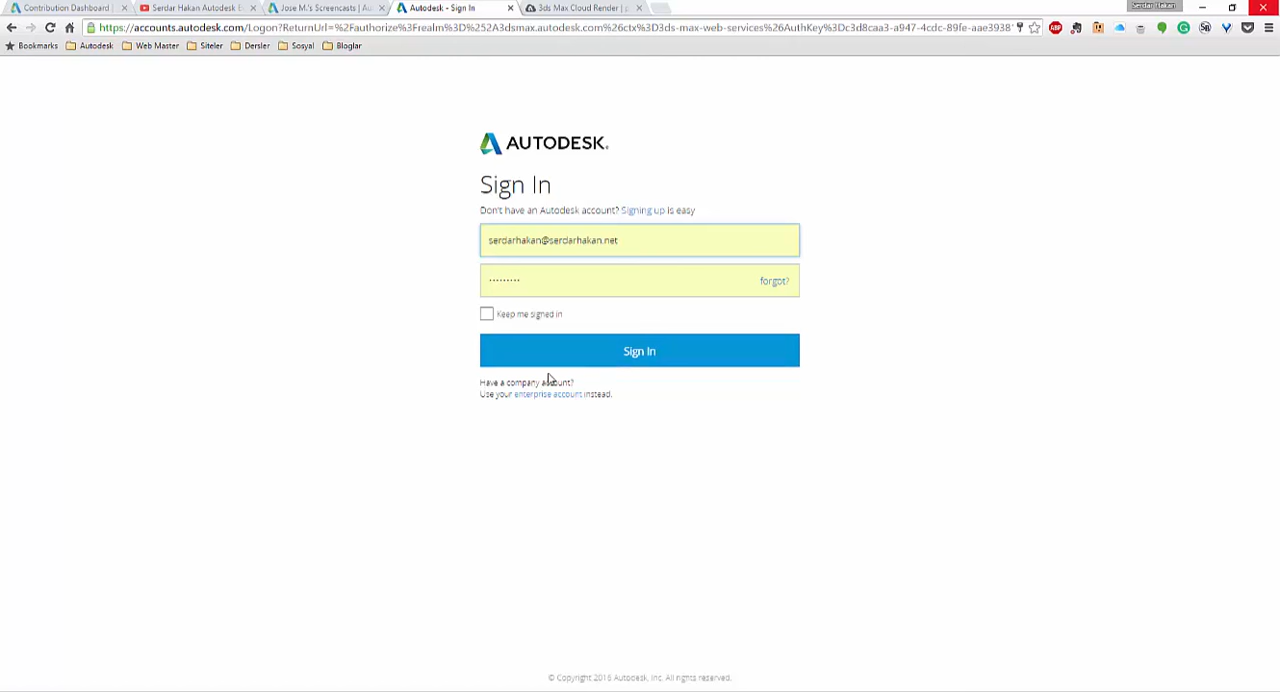 Contribution Dashboard
Serdar Hakan Autodesk E
Jose M.'s Screencasts | Au
Autodesk - Sign In
3ds Max Cloud Render |
Serdar Hakan
https://accounts.autodesk.com/Logon?ReturnUrl=%2Fauthorize%3Frealm%3D%252A3dsmax.autodesk.com%26ctx%3D3ds-max-web-services%26AuthKey%3Dc3d8caa3-a947-4cdc-89fe-aae3938
Bookmarks Autodesk Web Master Siteler Dersler Sosyal Bloglar
AUTODESK.
Sign In
Don't have an Autodesk account? Signing up is easy
serdarhakan@serdarhakan.net
forgot?
Keep me signed in
Sign In
Have a company account?
Use your enterprise account instead.
© Copyright 2016 Autodesk, Inc. All rights reserved.